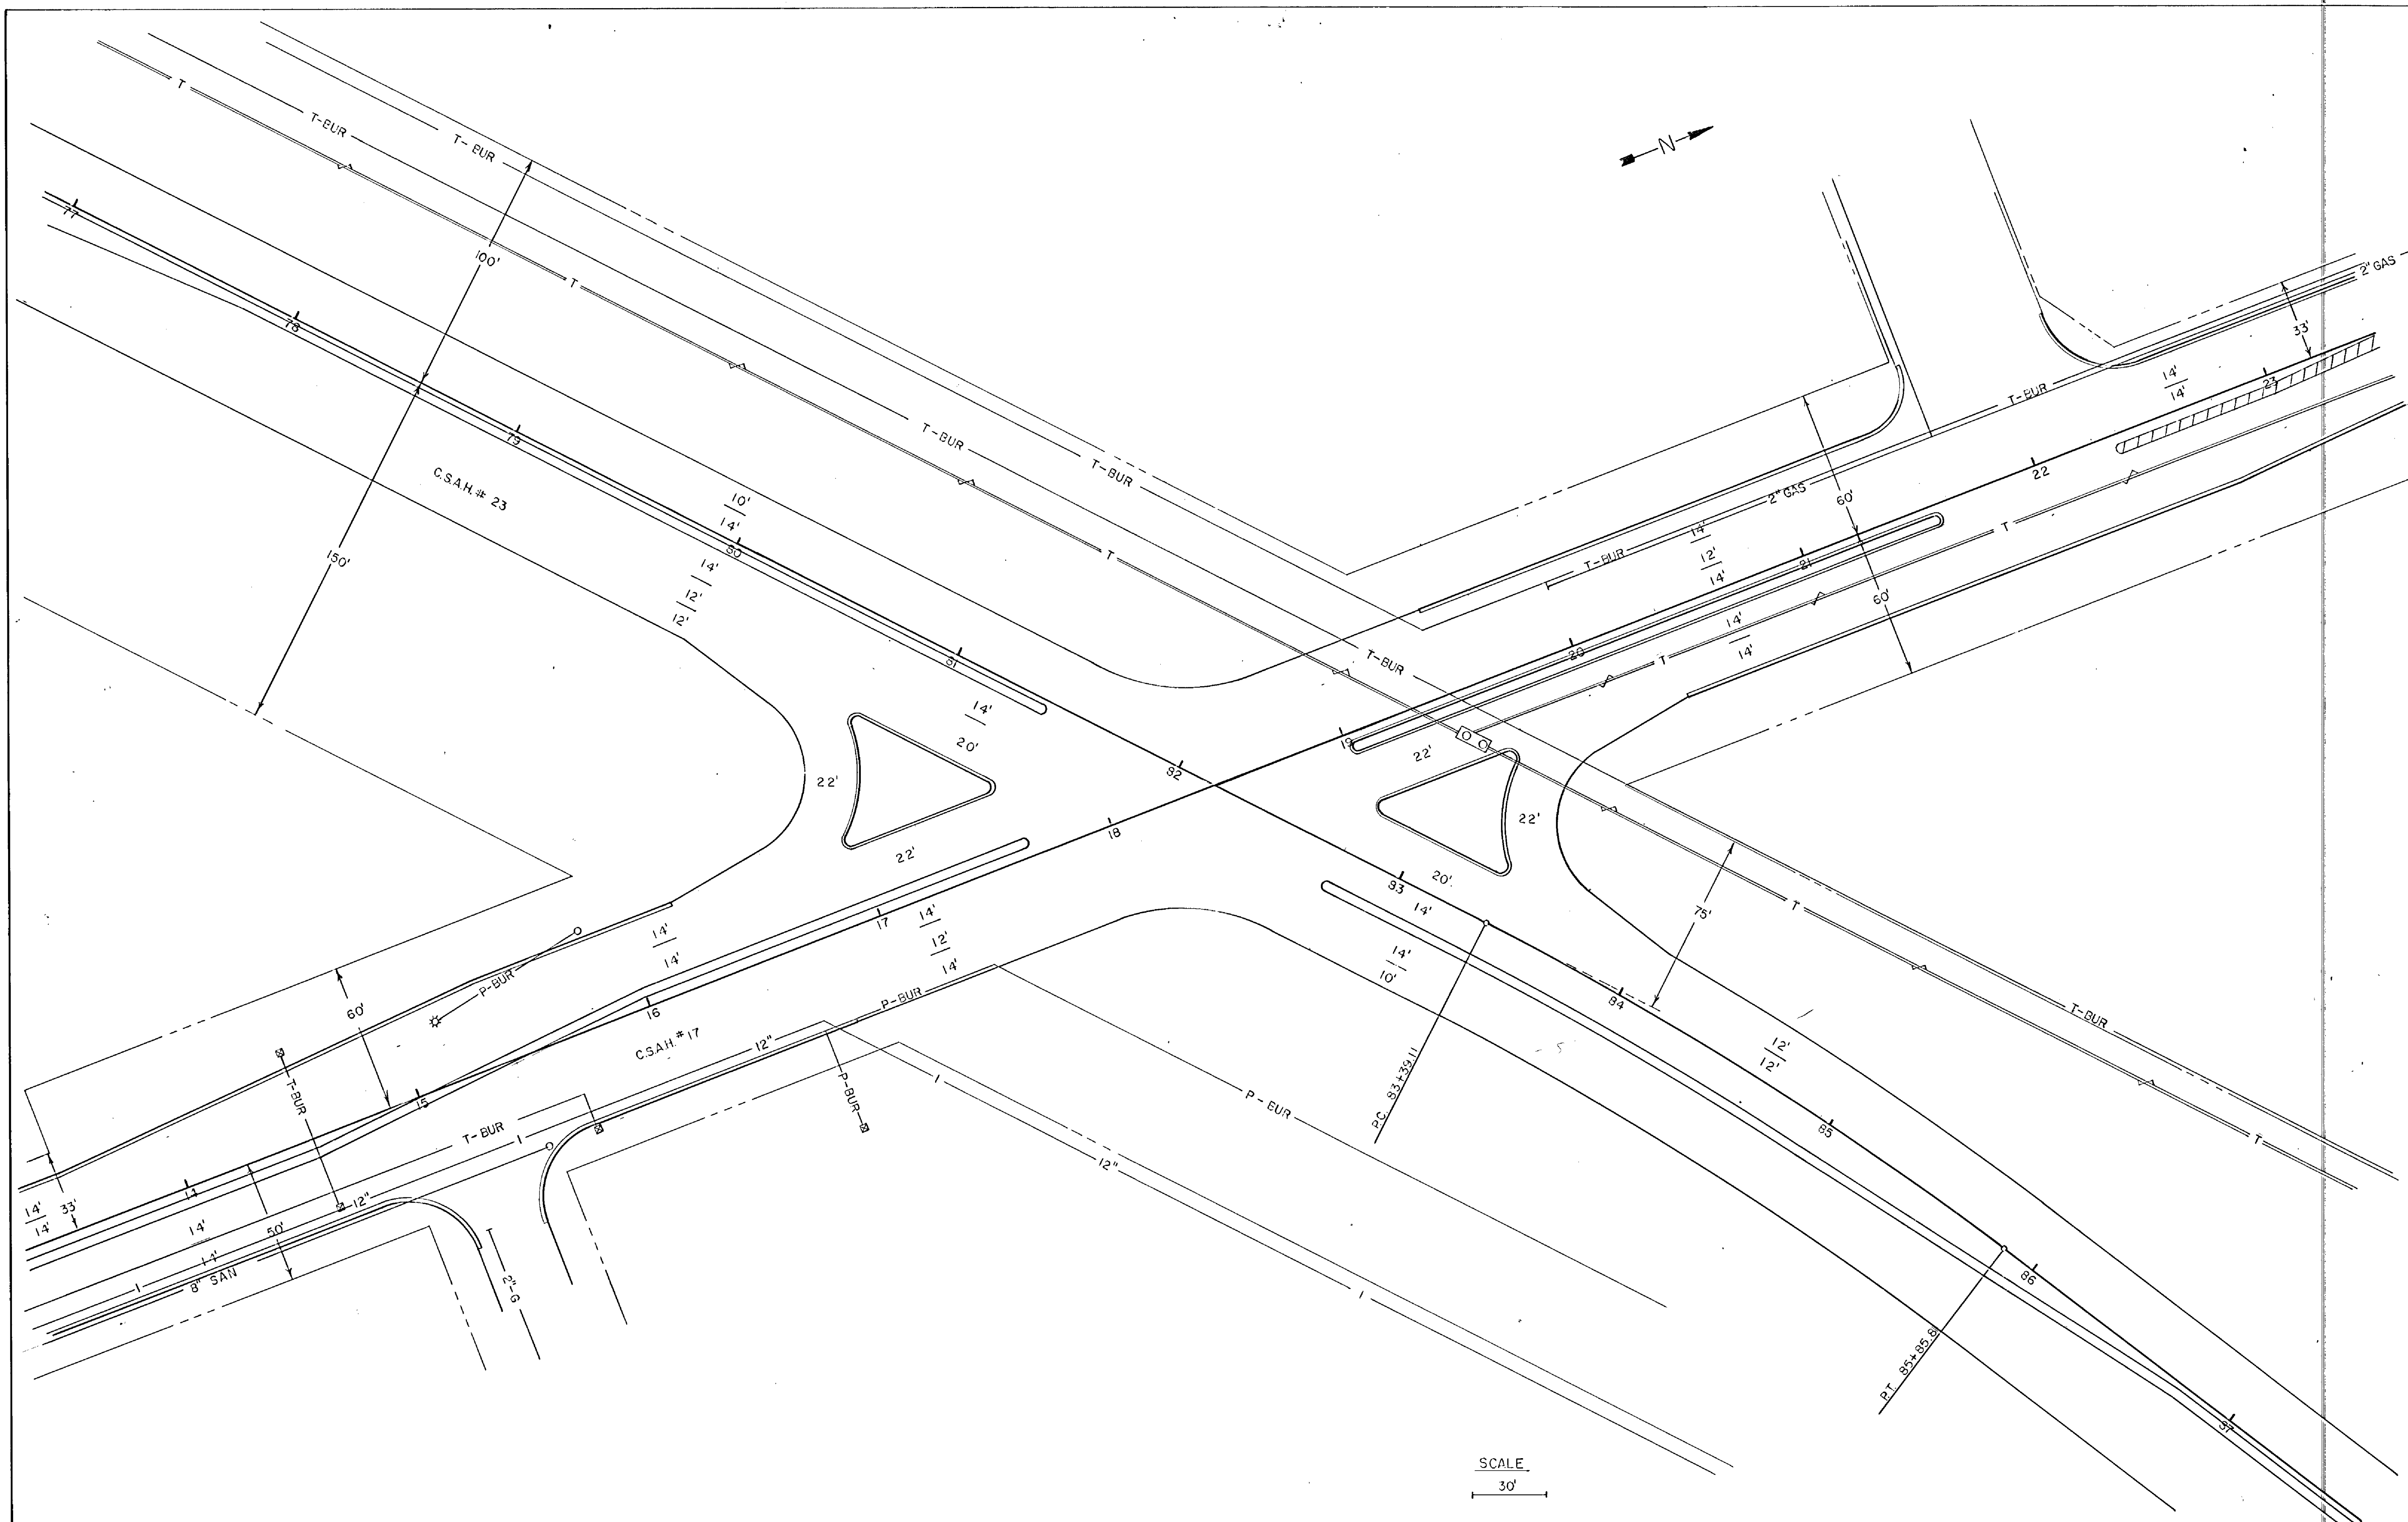 T
T-BUR
T-BUR
N
77
100'
2" GAS
33'
78
T
14'
14'
23
T-BUR
79
T-BUR
T-BUR
C.S.A.H. # 23
22
10'
14'
2" GAS
60'
T
80
14'
12'
12'
150'
T
T-BUR
14'
12'
14'
21
60'
14'
14'
20
81
T-BUR
T
14'
20'
19
22'
82
22'
22'
18
22'
83
20'
14'
75'
T
17
14'
12'
14'
14'
14'
14'
10'
P-BUR
60'
84
16
P-BUR
T-BUR
C.S.A.H. # 17
12"
12'
12'
P.C. 83+39.11
15
T-BUR
P-BUR
I
P-BUR
85
T-BUR
I
T
12"
14
12"
14'
14'
33'
14'
14'
50'
I
8" SAN
2"-G
I
86
P.T. 85+85.8
87
SCALE
30'